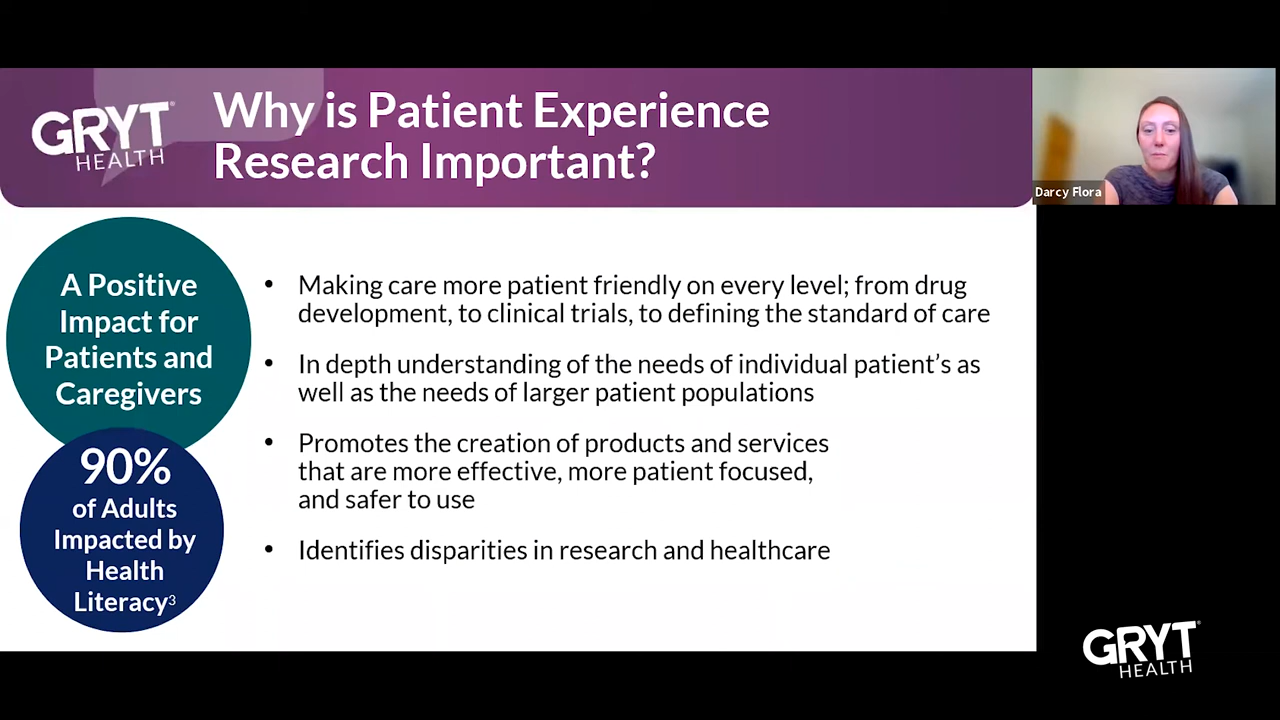 GRYT®
HEALTH
Why is Patient Experience
Research Important?
Darcy Flora
A Positive
Impact for
Patients and
Caregivers
90%
of Adults
Impacted by
Health
Literacy3
• Making care more patient friendly on every level; from drug
development, to clinical trials, to defining the standard of care
• In depth understanding of the needs of individual patient’s as
well as the needs of larger patient populations
• Promotes the creation of products and services
that are more effective, more patient focused,
and safer to use
• Identifies disparities in research and healthcare
GRYT®
HEALTH